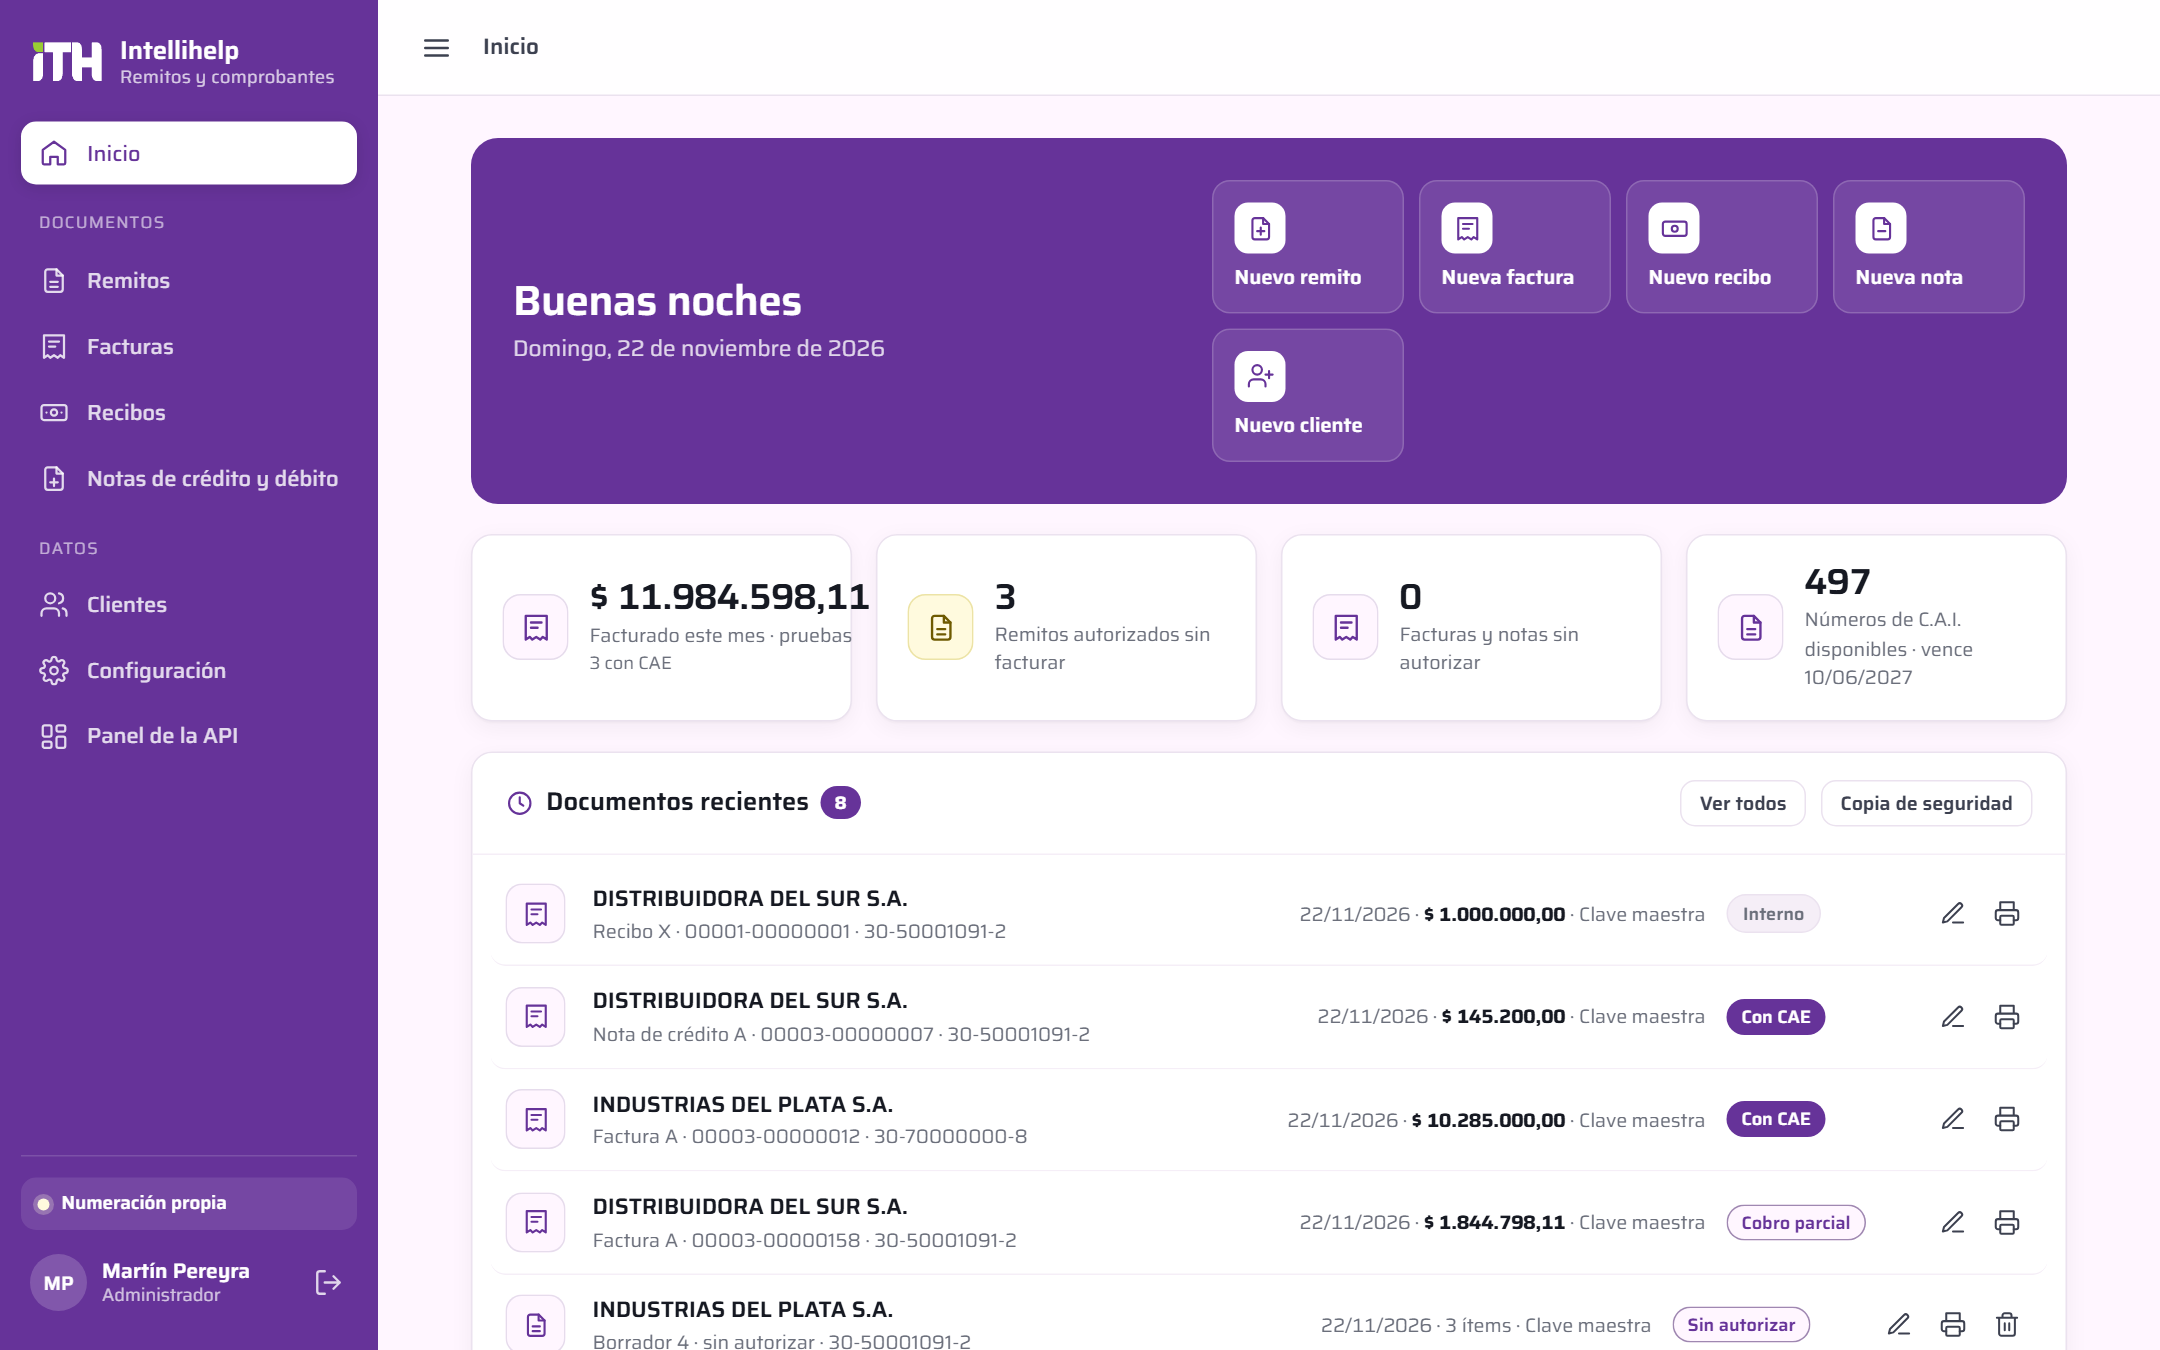 iTH
Intellihelp
Remitos y comprobantes
Inicio
DOCUMENTOS
Remitos
Facturas
Recibos
Notas de crédito y débito
DATOS
Clientes
Configuración
Panel de la API
Numeración propia
MP
Martín Pereyra
Administrador
Inicio
Buenas noches
Domingo, 22 de noviembre de 2026
Nuevo remito
Nueva factura
Nuevo recibo
Nueva nota
Nuevo cliente
$ 11.984.598,11
Facturado este mes · pruebas
3 con CAE
3
Remitos autorizados sin
facturar
0
Facturas y notas sin
autorizar
497
Números de C.A.I.
disponibles · vence
10/06/2027
Documentos recientes 8
Ver todos
Copia de seguridad
DISTRIBUIDORA DEL SUR S.A.
Recibo X · 00001-00000001 · 30-50001091-2
22/11/2026 · $ 1.000.000,00 · Clave maestra
Interno
DISTRIBUIDORA DEL SUR S.A.
Nota de crédito A · 00003-00000007 · 30-50001091-2
22/11/2026 · $ 145.200,00 · Clave maestra
Con CAE
INDUSTRIAS DEL PLATA S.A.
Factura A · 00003-00000012 · 30-70000000-8
22/11/2026 · $ 10.285.000,00 · Clave maestra
Con CAE
DISTRIBUIDORA DEL SUR S.A.
Factura A · 00003-00000158 · 30-50001091-2
22/11/2026 · $ 1.844.798,11 · Clave maestra
Cobro parcial
INDUSTRIAS DEL PLATA S.A.
Borrador 4 · sin autorizar · 30-50001091-2
22/11/2026 · 3 ítems · Clave maestra
Sin autorizar